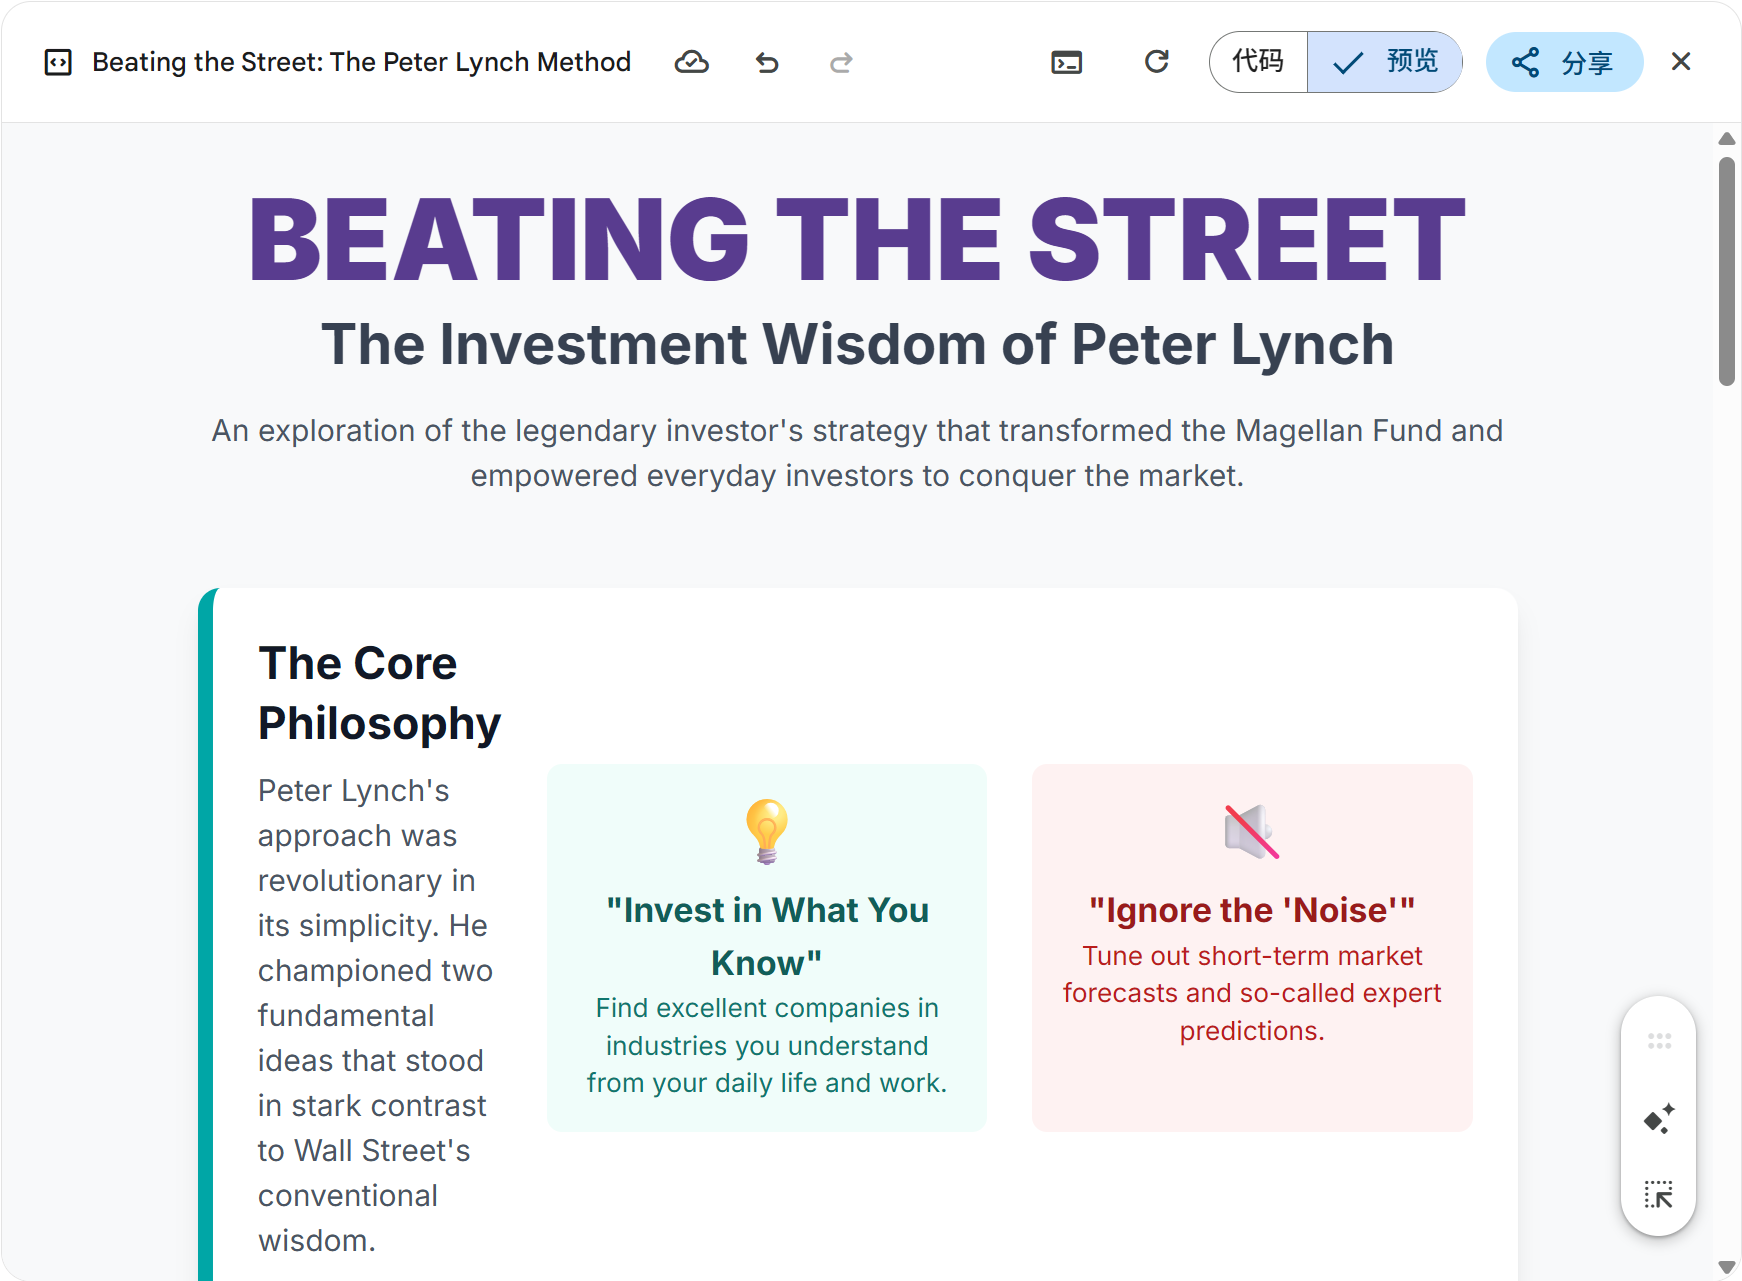 Beating the Street: The Peter Lynch Method
代码
预览
分享
BEATING THE STREET
The Investment Wisdom of Peter Lynch
An exploration of the legendary investor's strategy that transformed the Magellan Fund and
empowered everyday investors to conquer the market.
The Core
Philosophy
Peter Lynch's
approach was
revolutionary in
its simplicity. He
championed two
fundamental
ideas that stood
in stark contrast
to Wall Street's
conventional
wisdom.
"Invest in What You
Know"
Find excellent companies in
industries you understand
from your daily life and work.
"Ignore the 'Noise'"
Tune out short-term market
forecasts and so-called expert
predictions.